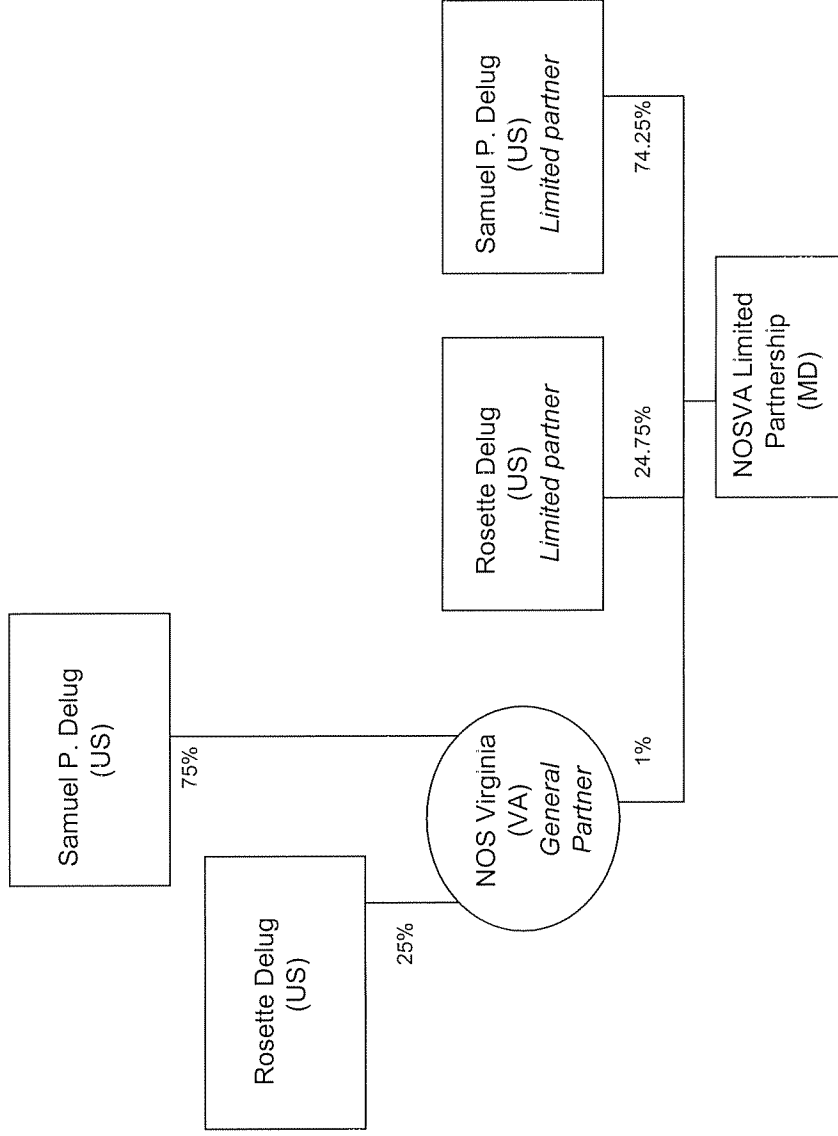 Samuel P. Delug
(US)
75%
Rosette Delug
(US)
25%
NOS Virginia
(VA)
General
Partner
1%
Rosette Delug
(US)
Limited partner
24.75%
Samuel P. Delug
(US)
Limited partner
74.25%
NOSVA Limited
Partnership
(MD)